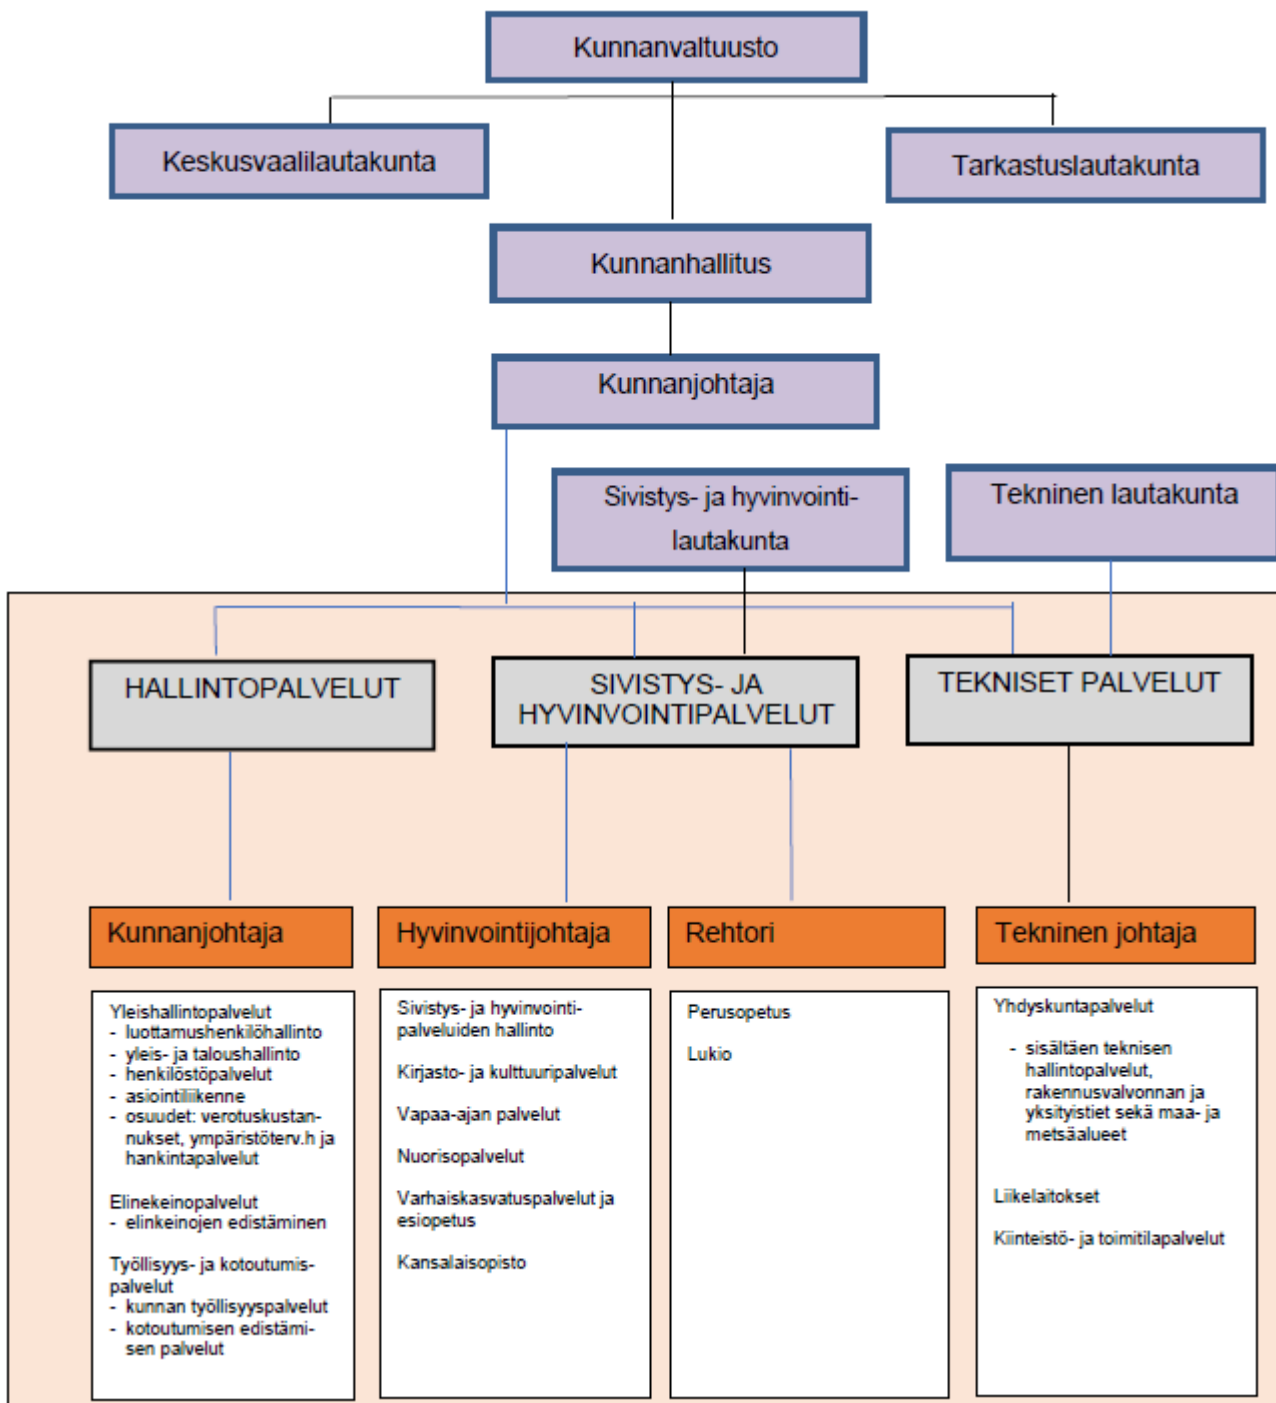 Kunnanvaltuusto
Keskusvaalilautakunta
Tarkastuslautakunta
Kunnanhallitus
Kunnanjohtaja
Sivistys- ja hyvinvointi-
lautakunta
Tekninen lautakunta
HALLINTOPALVELUT
SIVISTYS- JA
HYVINVOINTIPALVELUT
TEKNISET PALVELUT
Kunnanjohtaja
Yleishallintopalvelut
- luottamushenkilöhallinto
- yleis- ja taloushallinto
- henkilöstöpalvelut
- asiointiliikenne
- osuudet: verotuskustan-
nukset, ympäristöterv.h ja
hankintapalvelut
Elinekeinopalvelut
- elinkeinojen edistäminen
Työllisyys- ja kotoutumis-
palvelut
- kunnan työllisyyspalvelut
- kotoutumisen edistämi-
sen palvelut
Hyvinvointijohtaja
Sivistys- ja hyvinvointi-
palveluiden hallinto
Kirjasto- ja kulttuuripalvelut
Vapaa-ajan palvelut
Nuorisopalvelut
Varhaiskasvatuspalvelut ja
esiopetus
Kansalaisopisto
Rehtori
Perusopetus
Lukio
Tekninen johtaja
Yhdyskuntapalvelut
- sisältäen teknisen
hallintopalvelut,
rakennusvalvonnan ja
yksityistiet sekä maa- ja
metsäalueet
Liikelaitokset
Kiinteistö- ja toimitilapalvelut